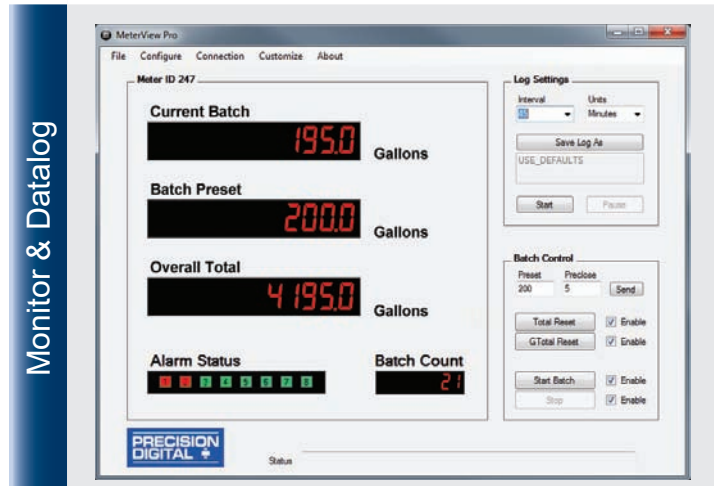 Monitor & Datalog
MeterView Pro
File Configure Connection Customize About
Meter ID 247
Current Batch
195.0
Gallons
Batch Preset
200.0
Gallons
Overall Total
4195.0
Gallons
Alarm Status
1 2 3 4 5 6 7 8
Batch Count
21
Log Settings
Interval Units
Minutes
Save Log As
USE_DEFAULTS
Start Pause
Batch Control
Preset Preclose
200 5 Send
Total Reset Enable
GTotal Reset Enable
Start Batch Enable
Stop Enable
PRECISION
DIGITAL
Status